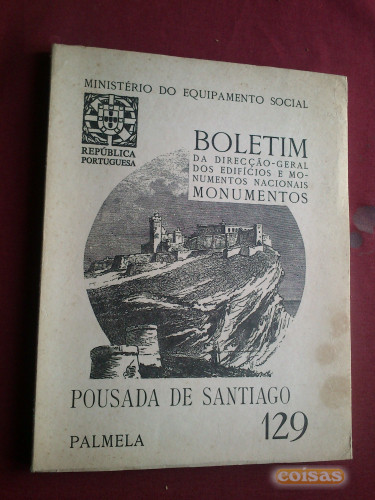 MINISTÉRIO DO EQUIPAMENTO SOCIAL
REPÚBLICA
PORTUGUESA
BOLETIM
DA DIRECÇÃO-GERAL
DOS EDIFÍCIOS E MO-
NUMENTOS NACIONAIS
MONUMENTOS
POUSADA DE SANTIAGO
PALMELA
129
coisas